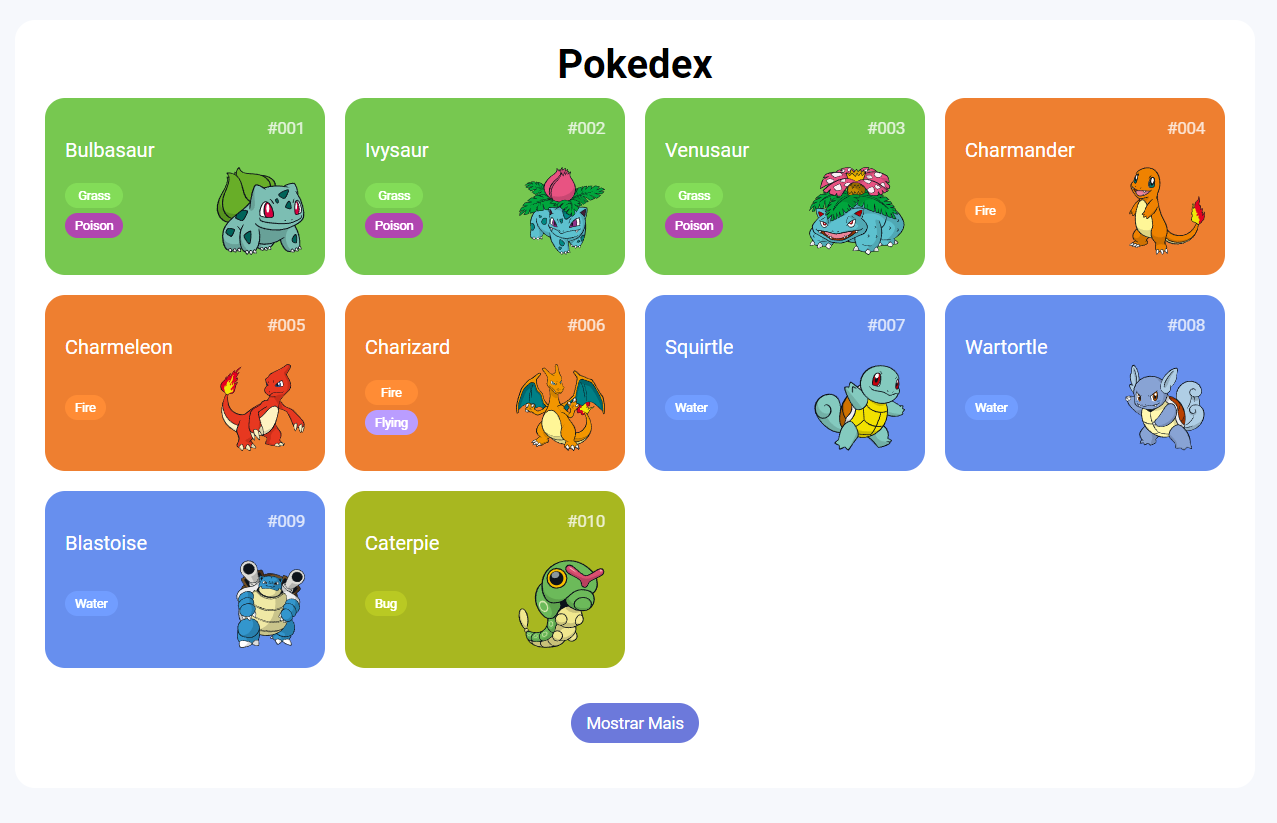 Pokedex
#001
Bulbasaur
Grass
Poison
#002
Ivysaur
Grass
Poison
#003
Venusaur
Grass
Poison
#004
Charmander
Fire
#005
Charmeleon
Fire
#006
Charizard
Fire
Flying
#007
Squirtle
Water
#008
Wartortle
Water
#009
Blastoise
Water
#010
Caterpie
Bug
Mostrar Mais